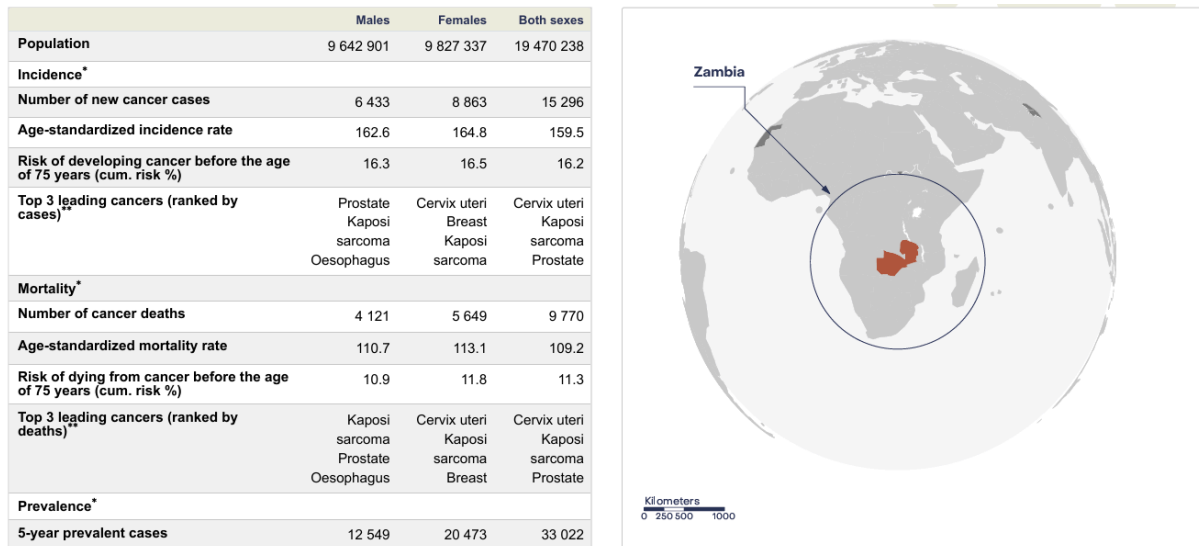 Males Females Both sexes
Population 9 642 901 9 827 337 19 470 238
Incidence*
Number of new cancer cases 6 433 8 863 15 296
Age-standardized incidence rate 162.6 164.8 159.5
Risk of developing cancer before the age
of 75 years (cum. risk %) 16.3 16.5 16.2
Top 3 leading cancers (ranked by
cases)** Prostate Cervix uteri Cervix uteri
Kaposi Breast Kaposi
sarcoma Kaposi sarcoma
Oesophagus sarcoma Prostate
Mortality*
Number of cancer deaths 4 121 5 649 9 770
Age-standardized mortality rate 110.7 113.1 109.2
Risk of dying from cancer before the age
of 75 years (cum. risk %) 10.9 11.8 11.3
Top 3 leading cancers (ranked by
deaths)** Kaposi Cervix uteri Cervix uteri
sarcoma Kaposi Kaposi
Prostate sarcoma sarcoma
Oesophagus Breast Prostate
Prevalence*
5-year prevalent cases 12 549 20 473 33 022
Zambia
Kilometers
0 250 500 1000